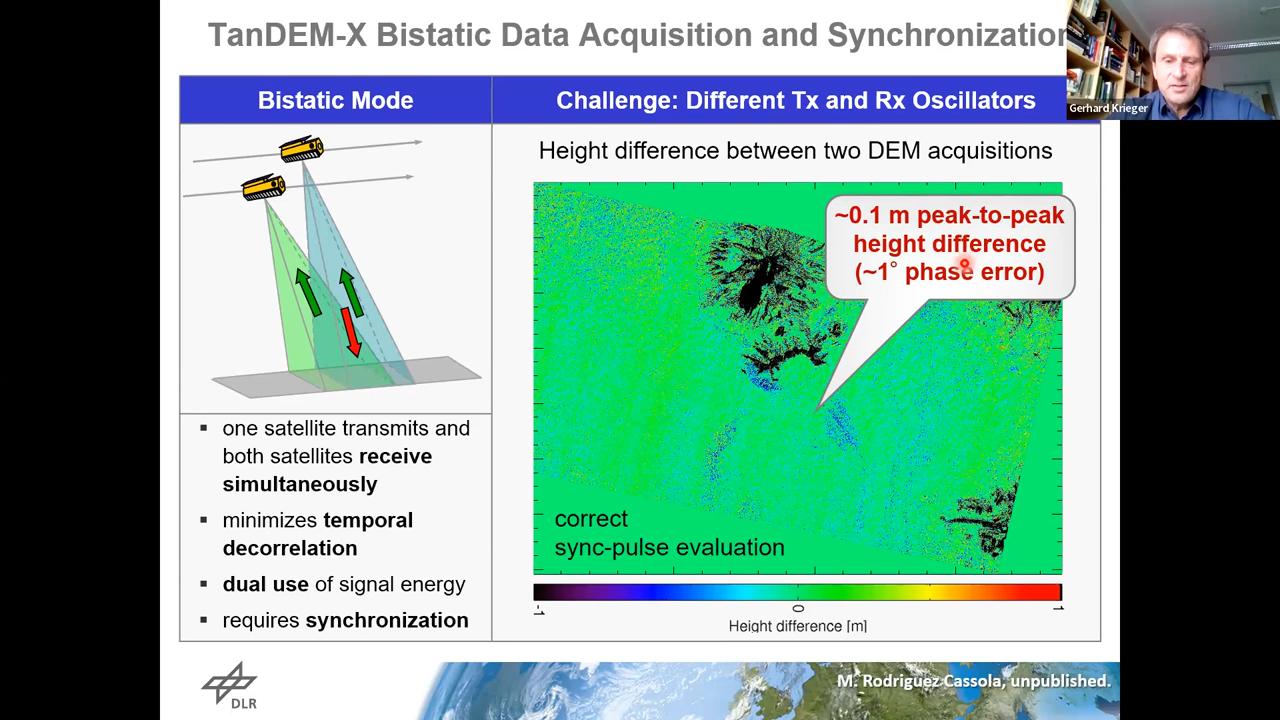 TanDEM-X Bistatic Data Acquisition and Synchronization
Gerhard Krieger
Bistatic Mode
Challenge: Different Tx and Rx Oscillators
Height difference between two DEM acquisitions
~0.1 m peak-to-peak
height difference
(~1° phase error)
correct
sync-pulse evaluation
-1
0
1
Height difference [m]
▪ one satellite transmits and
both satellites receive
simultaneously
▪ minimizes temporal
decorrelation
▪ dual use of signal energy
▪ requires synchronization
DLR
M. Rodriguez Cassola, unpublished.